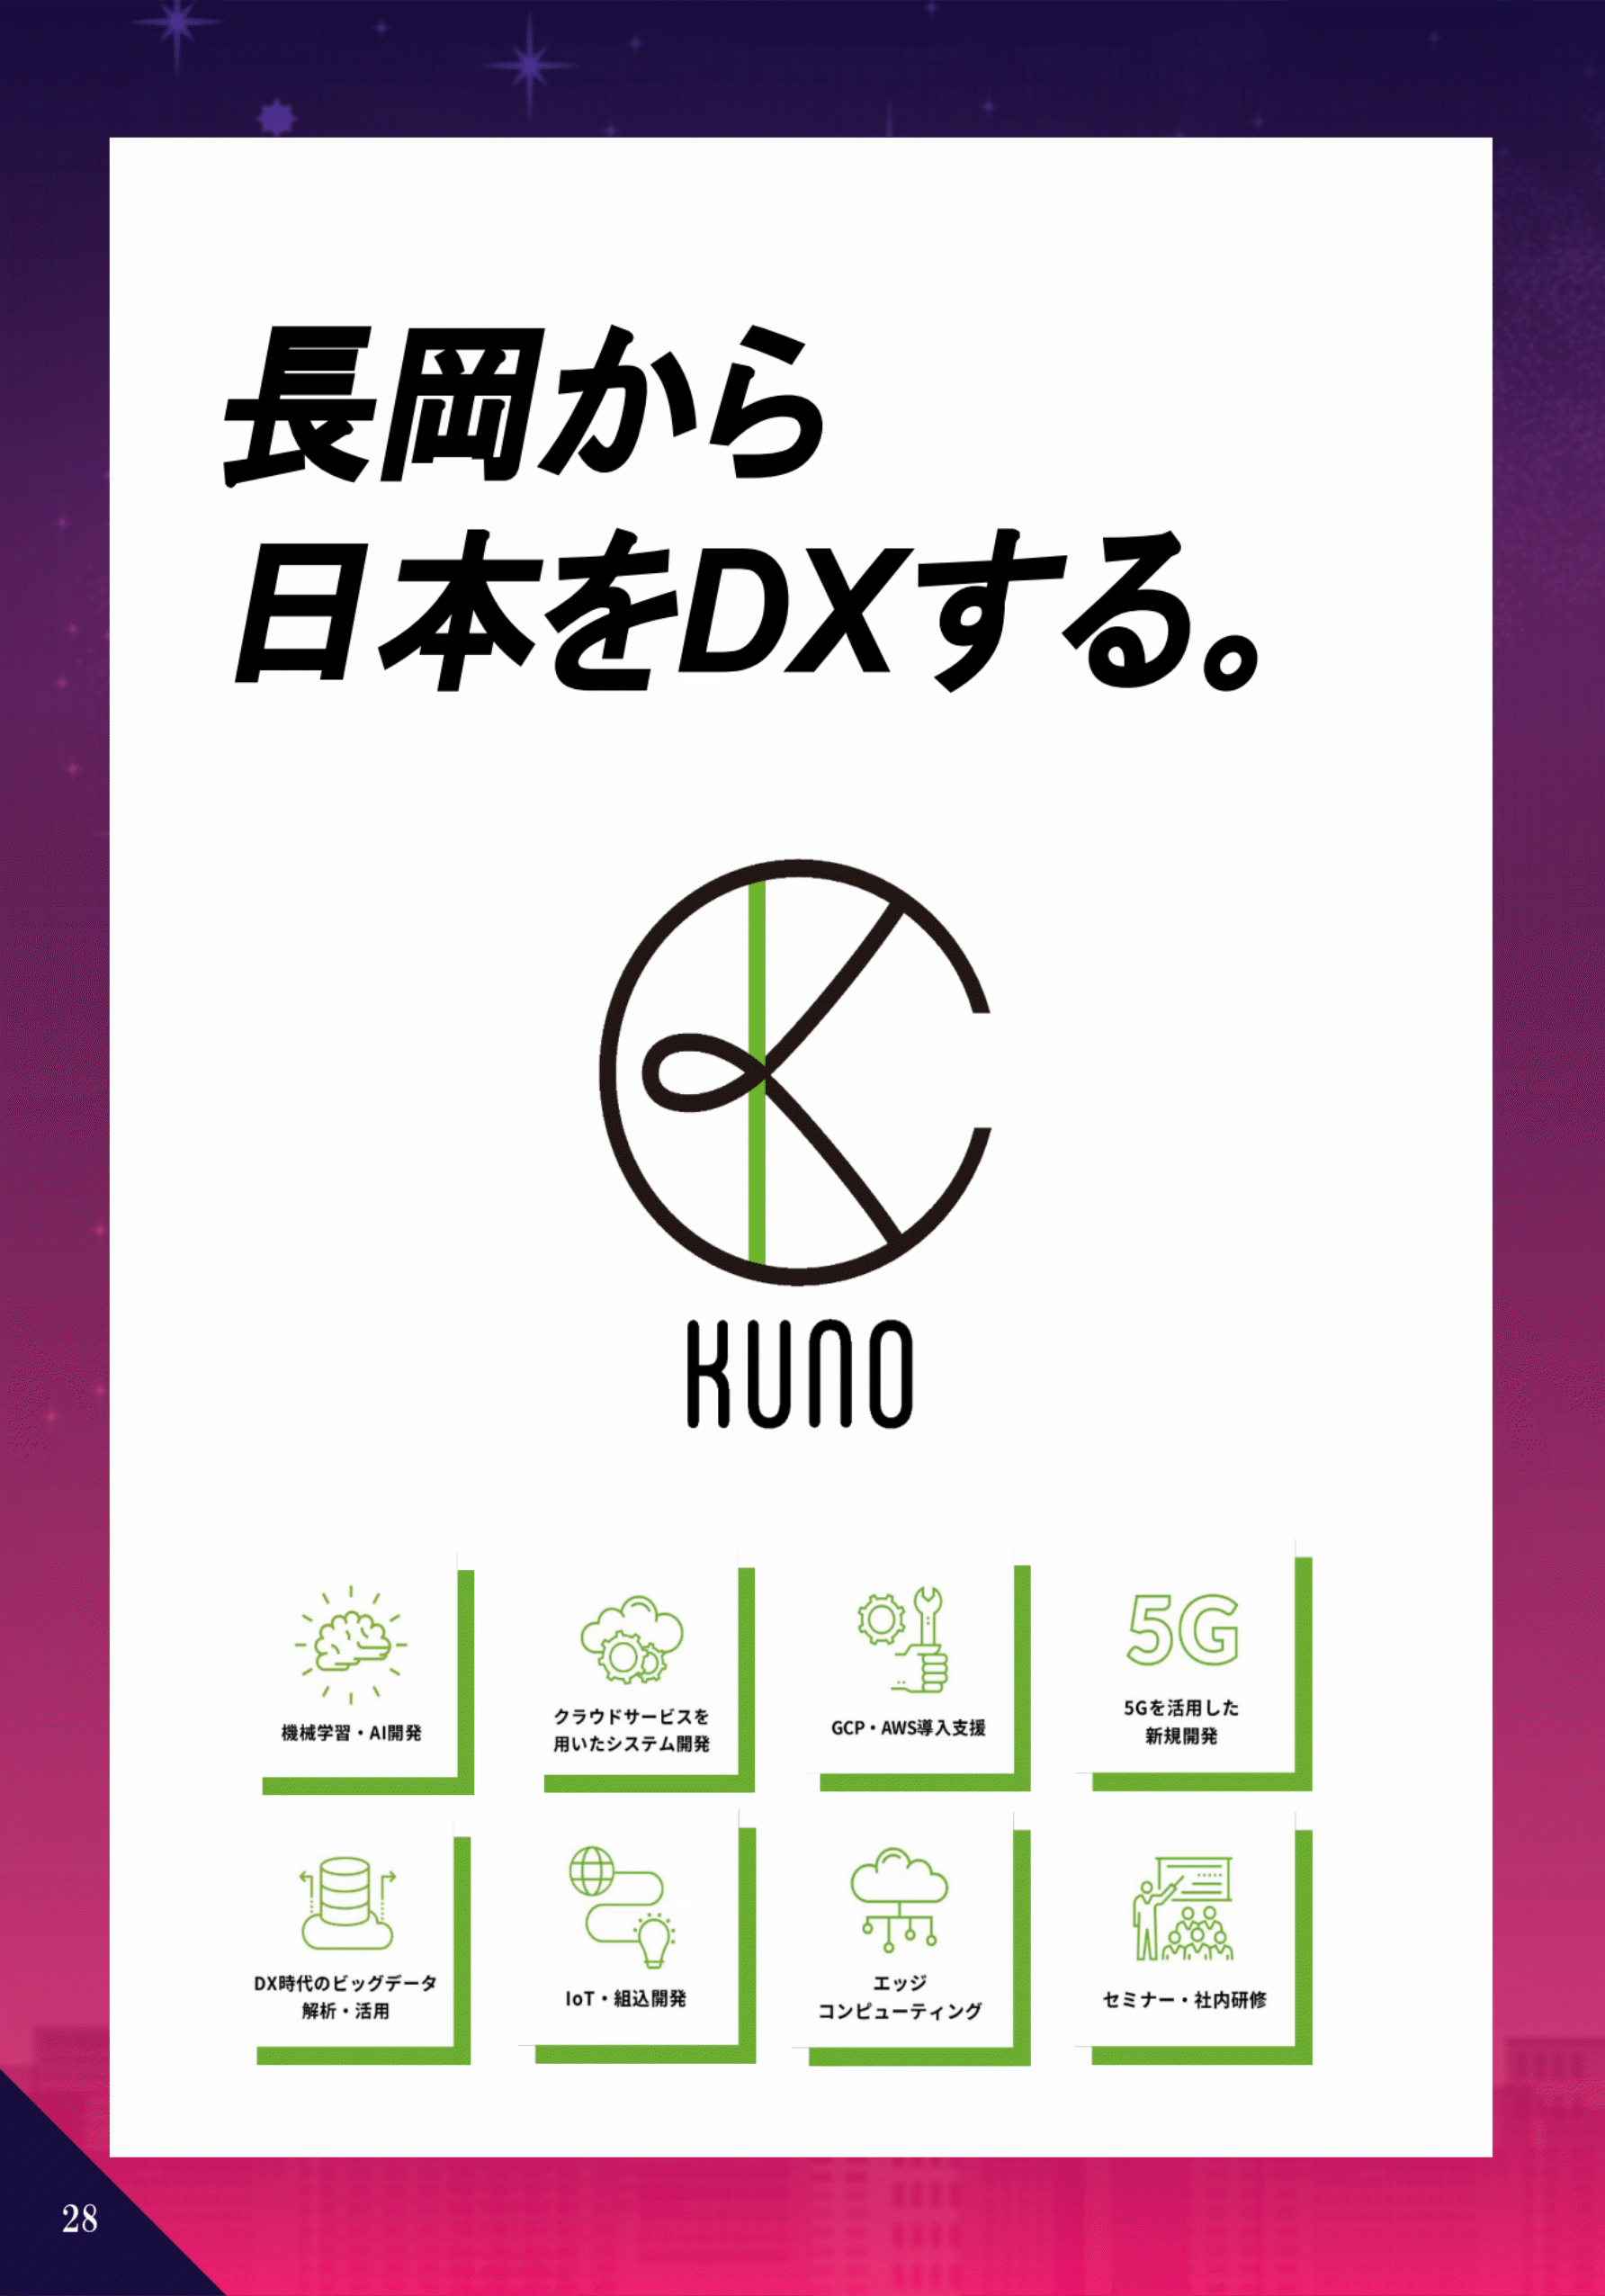 長岡から
日本をDXする。
KUNO
機械学習・AI開発
クラウドサービスを
用いたシステム開発
GCP・AWS導入支援
5G
5Gを活用した
新規開発
DX時代のビッグデータ
解析・活用
IoT・組込開発
エッジ
コンピューティング
セミナー・社内研修
28